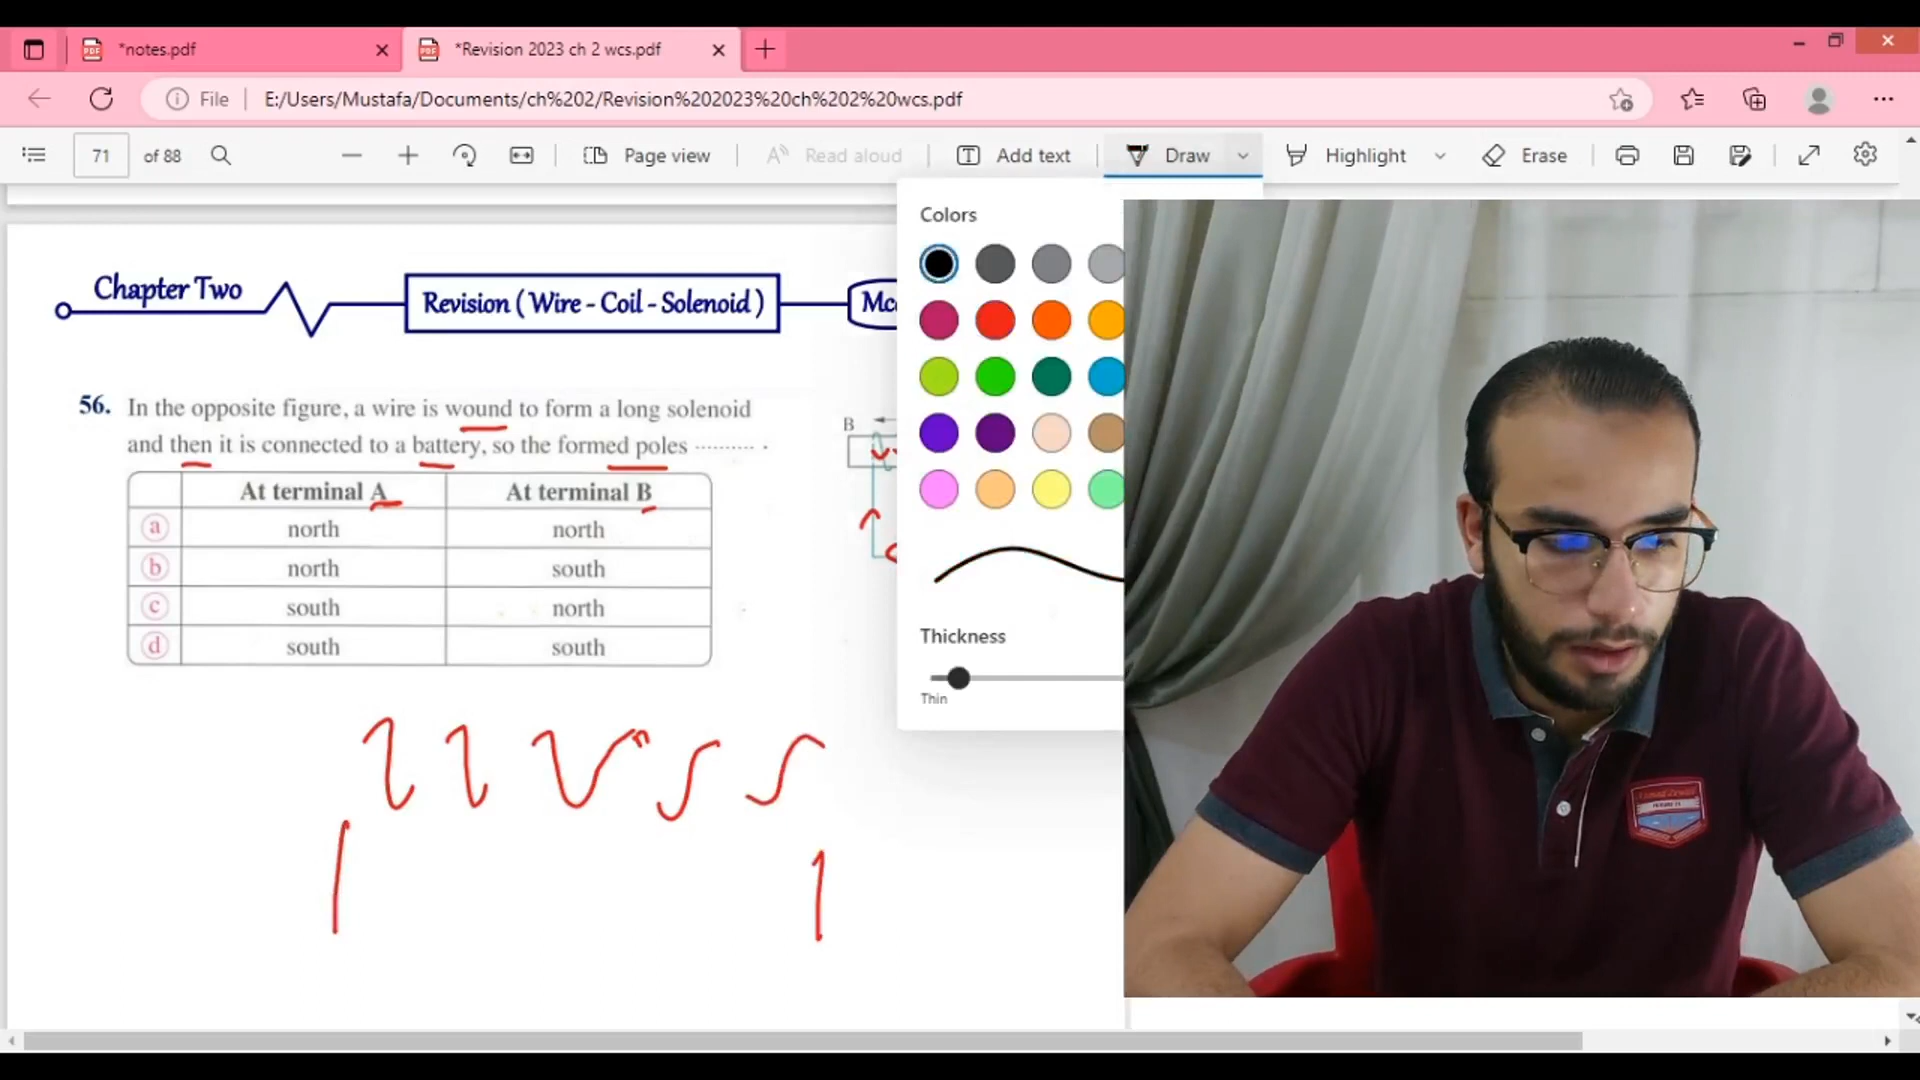 *notes.pdf
*Revision 2023 ch 2 wcs.pdf
File
E:/Users/Mustafa/Documents/ch%202/Revision%202023%20ch%202%20wcs.pdf
71 of 88
Page view
Read aloud
Add text
Draw
Highlight
Erase
Colors
Chapter Two
Revision ( Wire - Coil - Solenoid )
56. In the opposite figure, a wire is wound to form a long solenoid
and then it is connected to a battery, so the formed poles ·········· .
B
At terminal A
At terminal B
a north north
b north south
c south north
d south south
Thickness
Thin